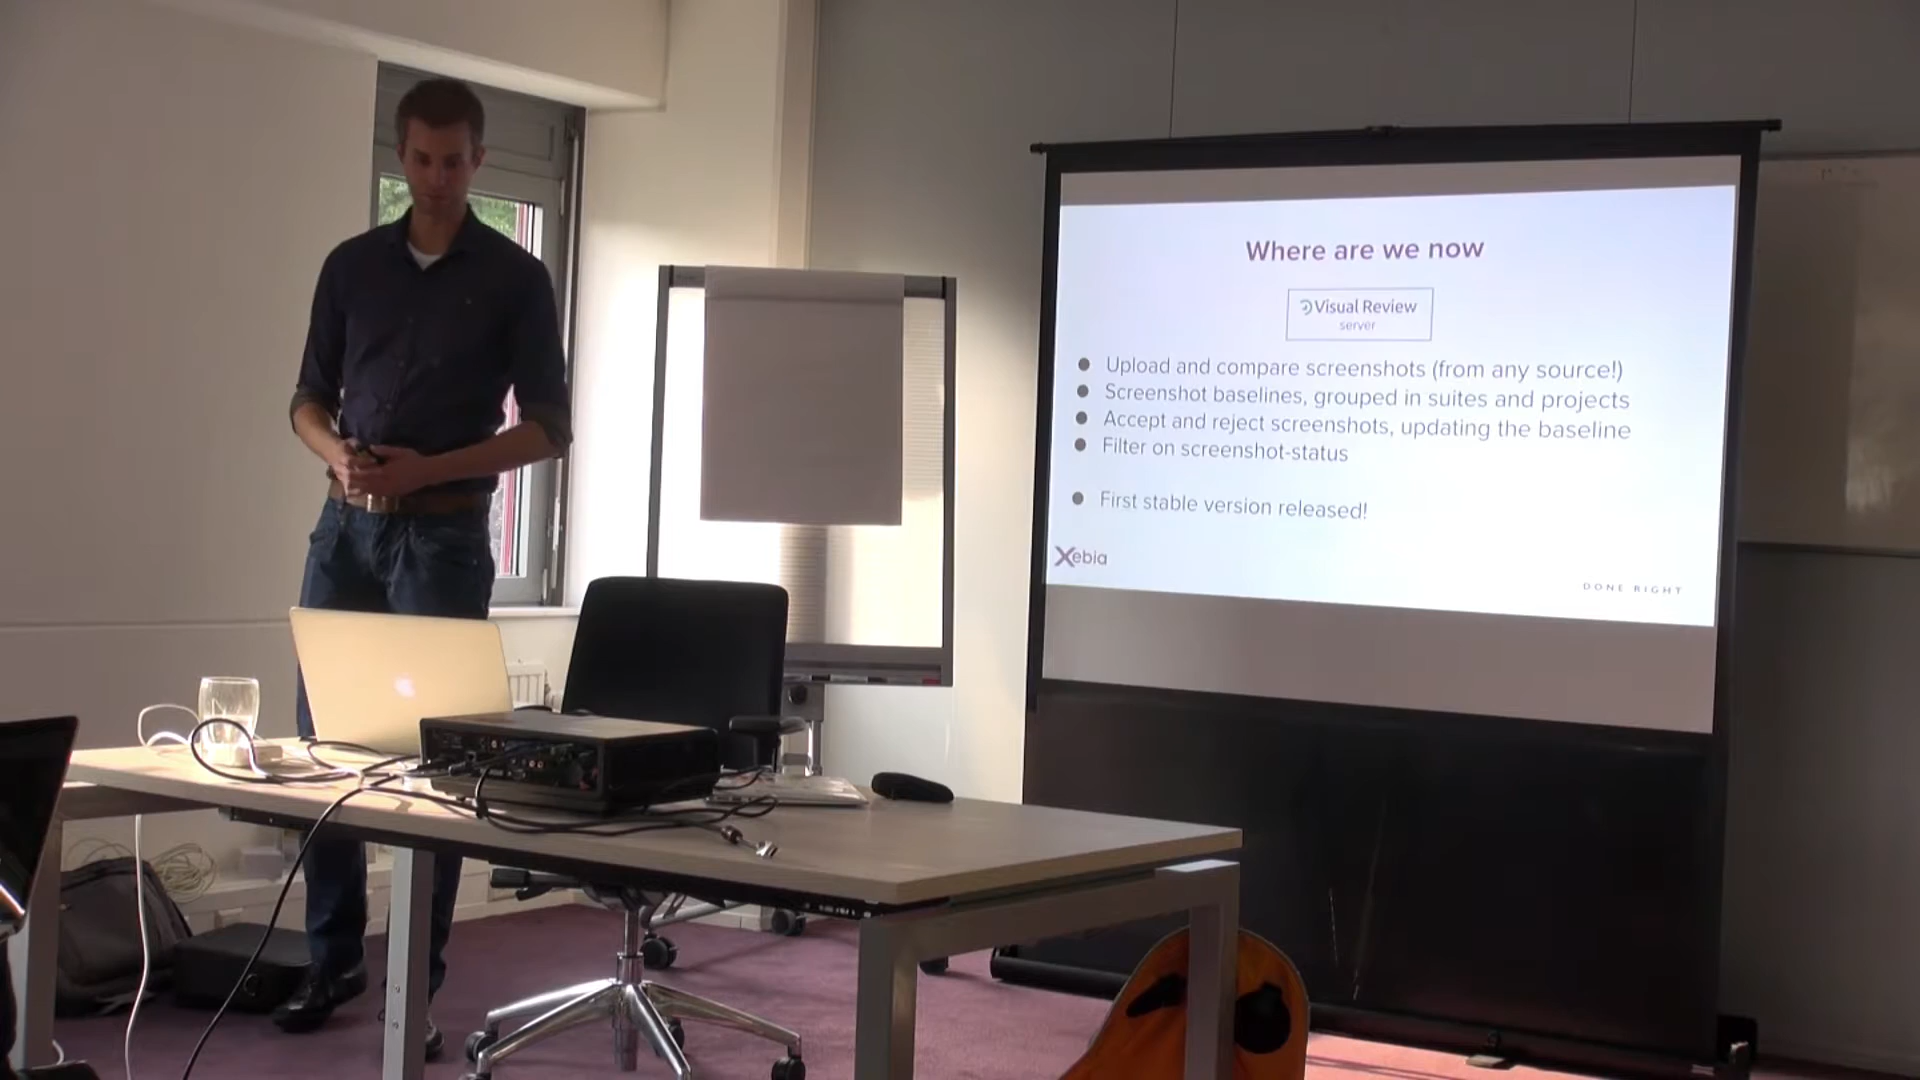 Where are we now
Visual Review
server
Upload and compare screenshots (from any source!)
Screenshot baselines, grouped in suites and projects
Accept and reject screenshots, updating the baseline
Filter on screenshot-status
First stable version released!
Xebia
DONE RIGHT